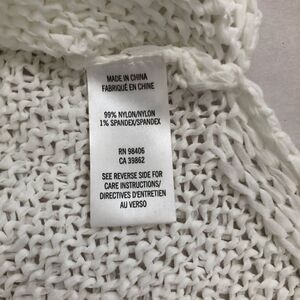 MADE IN CHINA
FABRIQUÉ EN CHINE
99% NYLON/NYLON
1% SPANDEX/SPANDEX
RN 98406
CA 39862
SEE REVERSE SIDE FOR
CARE INSTRUCTIONS/
DIRECTIVES D'ENTRETIEN
AU VERSO